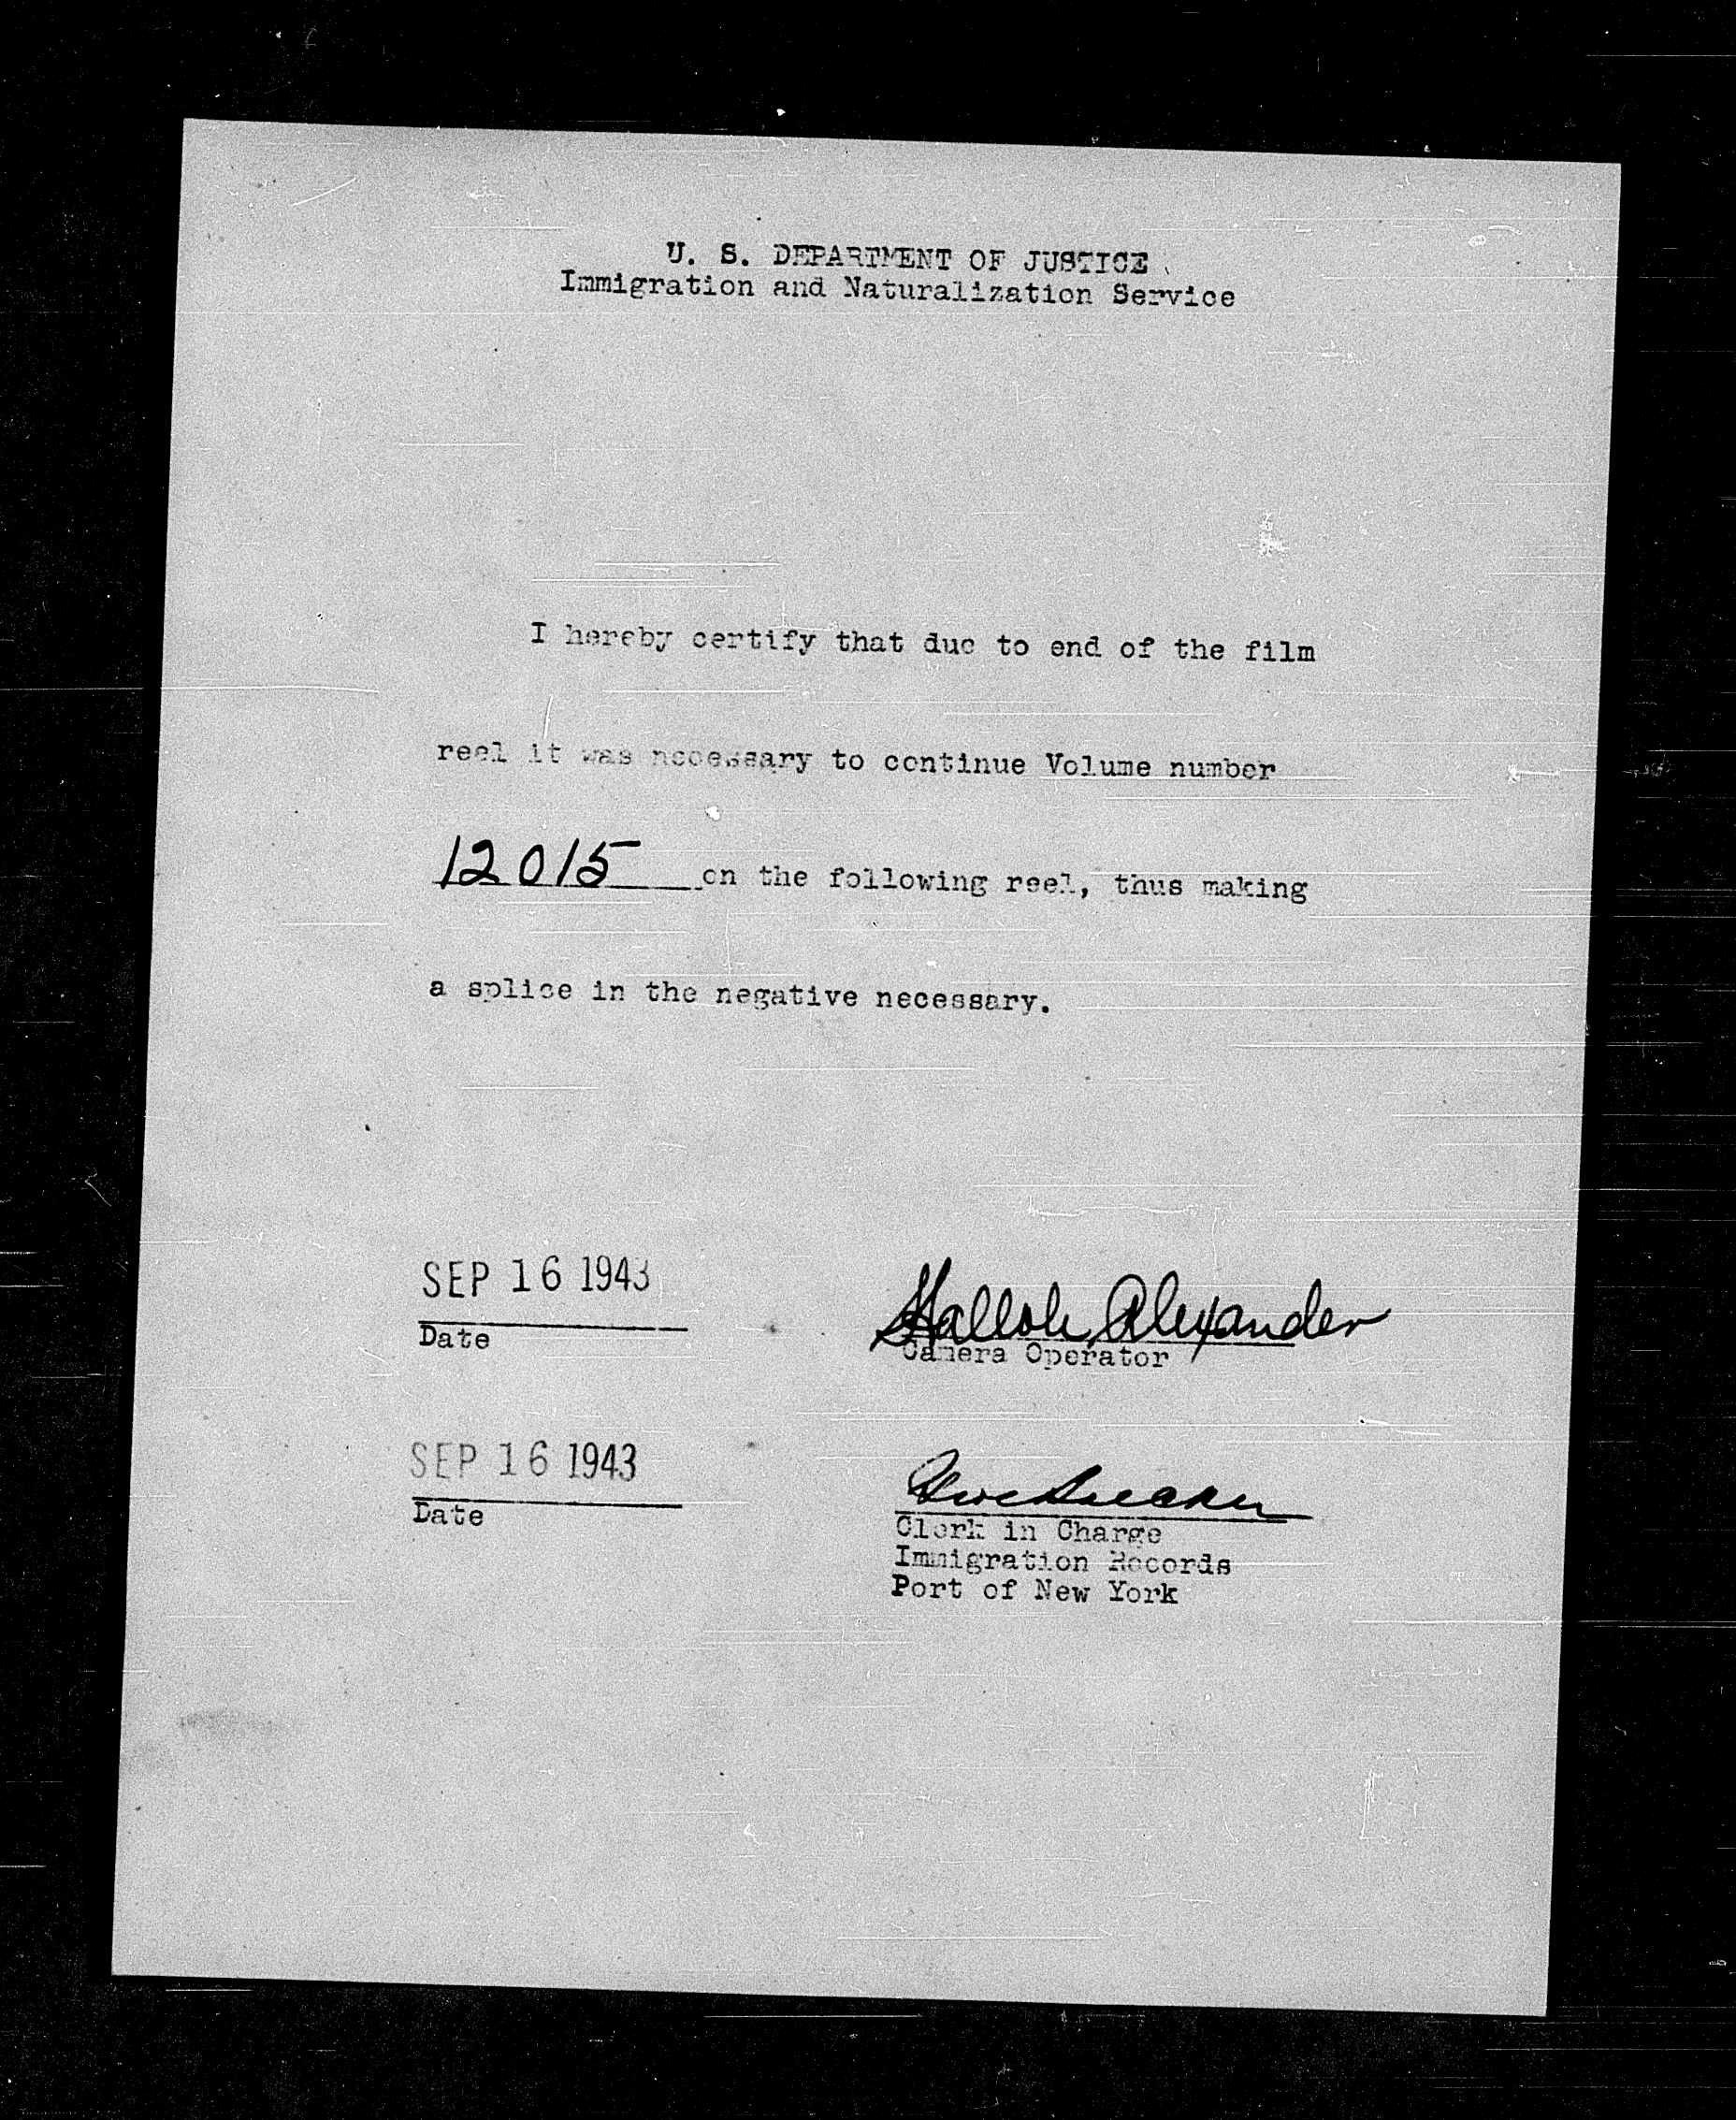 U. S. DEPARTMENT OF JUSTICE
Immigration and Naturalization Service
I hereby certify that due to end of the film
reel it was necessary to continue Volume number
12015 on the following reel, thus making
a splice in the negative necessary.
SEP 16 1943
Date
Alexander
Camera Operator
SEP 16 1943
Date
Clerk in Charge
Immigration Records
Port of New York